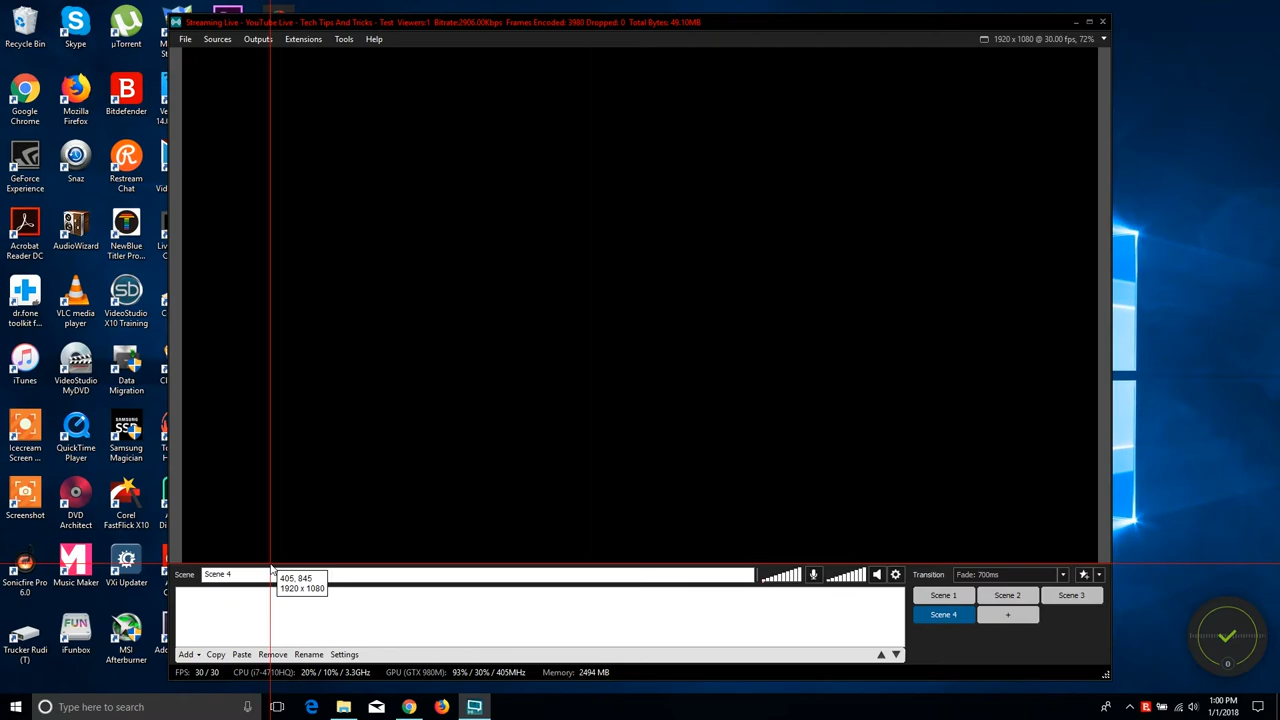 Streaming Live - YouTube Live - Tech Tips And Tricks - Test Viewers:1 Bitrate:2906.00Kbps Frames Encoded: 3980 Dropped: 0 Total Bytes: 49.10MB
File Sources Outputs Extensions Tools Help
1920 x 1080 @ 30.00 fps, 72%
Recycle Bin
Skype
µTorrent
Google
Chrome
Mozilla
Firefox
Bitdefender
GeForce
Experience
Snaz
Restream
Chat
Acrobat
Reader DC
AudioWizard
NewBlue
Titler Pro...
dr.fone
toolkit f...
VLC media
player
VideoStudio
X10 Training
iTunes
VideoStudio
MyDVD
Data
Migration
Icecream
Screen ...
QuickTime
Player
Samsung
Magician
Screenshot
DVD
Architect
Corel
FastFlick X10
Sonicfire Pro
6.0
Music Maker
VXi Updater
Tucker Rudi
(T)
iFunbox
MSI
Afterburner
Scene
Scene 4
405, 845
1920 x 1080
Transition
Fade: 700ms
Scene 1
Scene 2
Scene 3
Scene 4
+
Add Copy Paste Remove Rename Settings
FPS: 30 / 30 CPU (i7-4710HQ): 20% / 10% / 3.3GHz GPU (GTX 980M): 93% / 30% / 405MHz Memory: 2494 MB
0
Type here to search
1:00 PM
1/1/2018